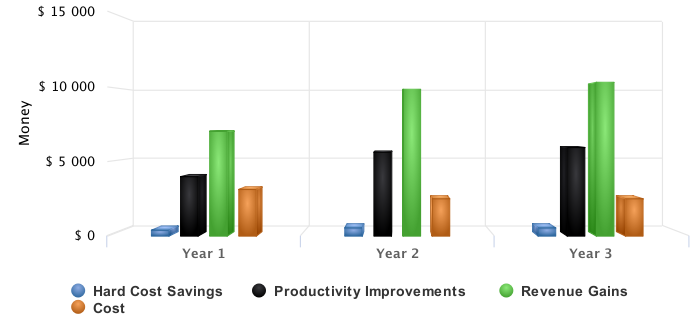 $ 15 000
$ 10 000
$ 5 000
$ 0
Money
Year 1
Year 2
Year 3
Hard Cost Savings
Productivity Improvements
Revenue Gains
Cost